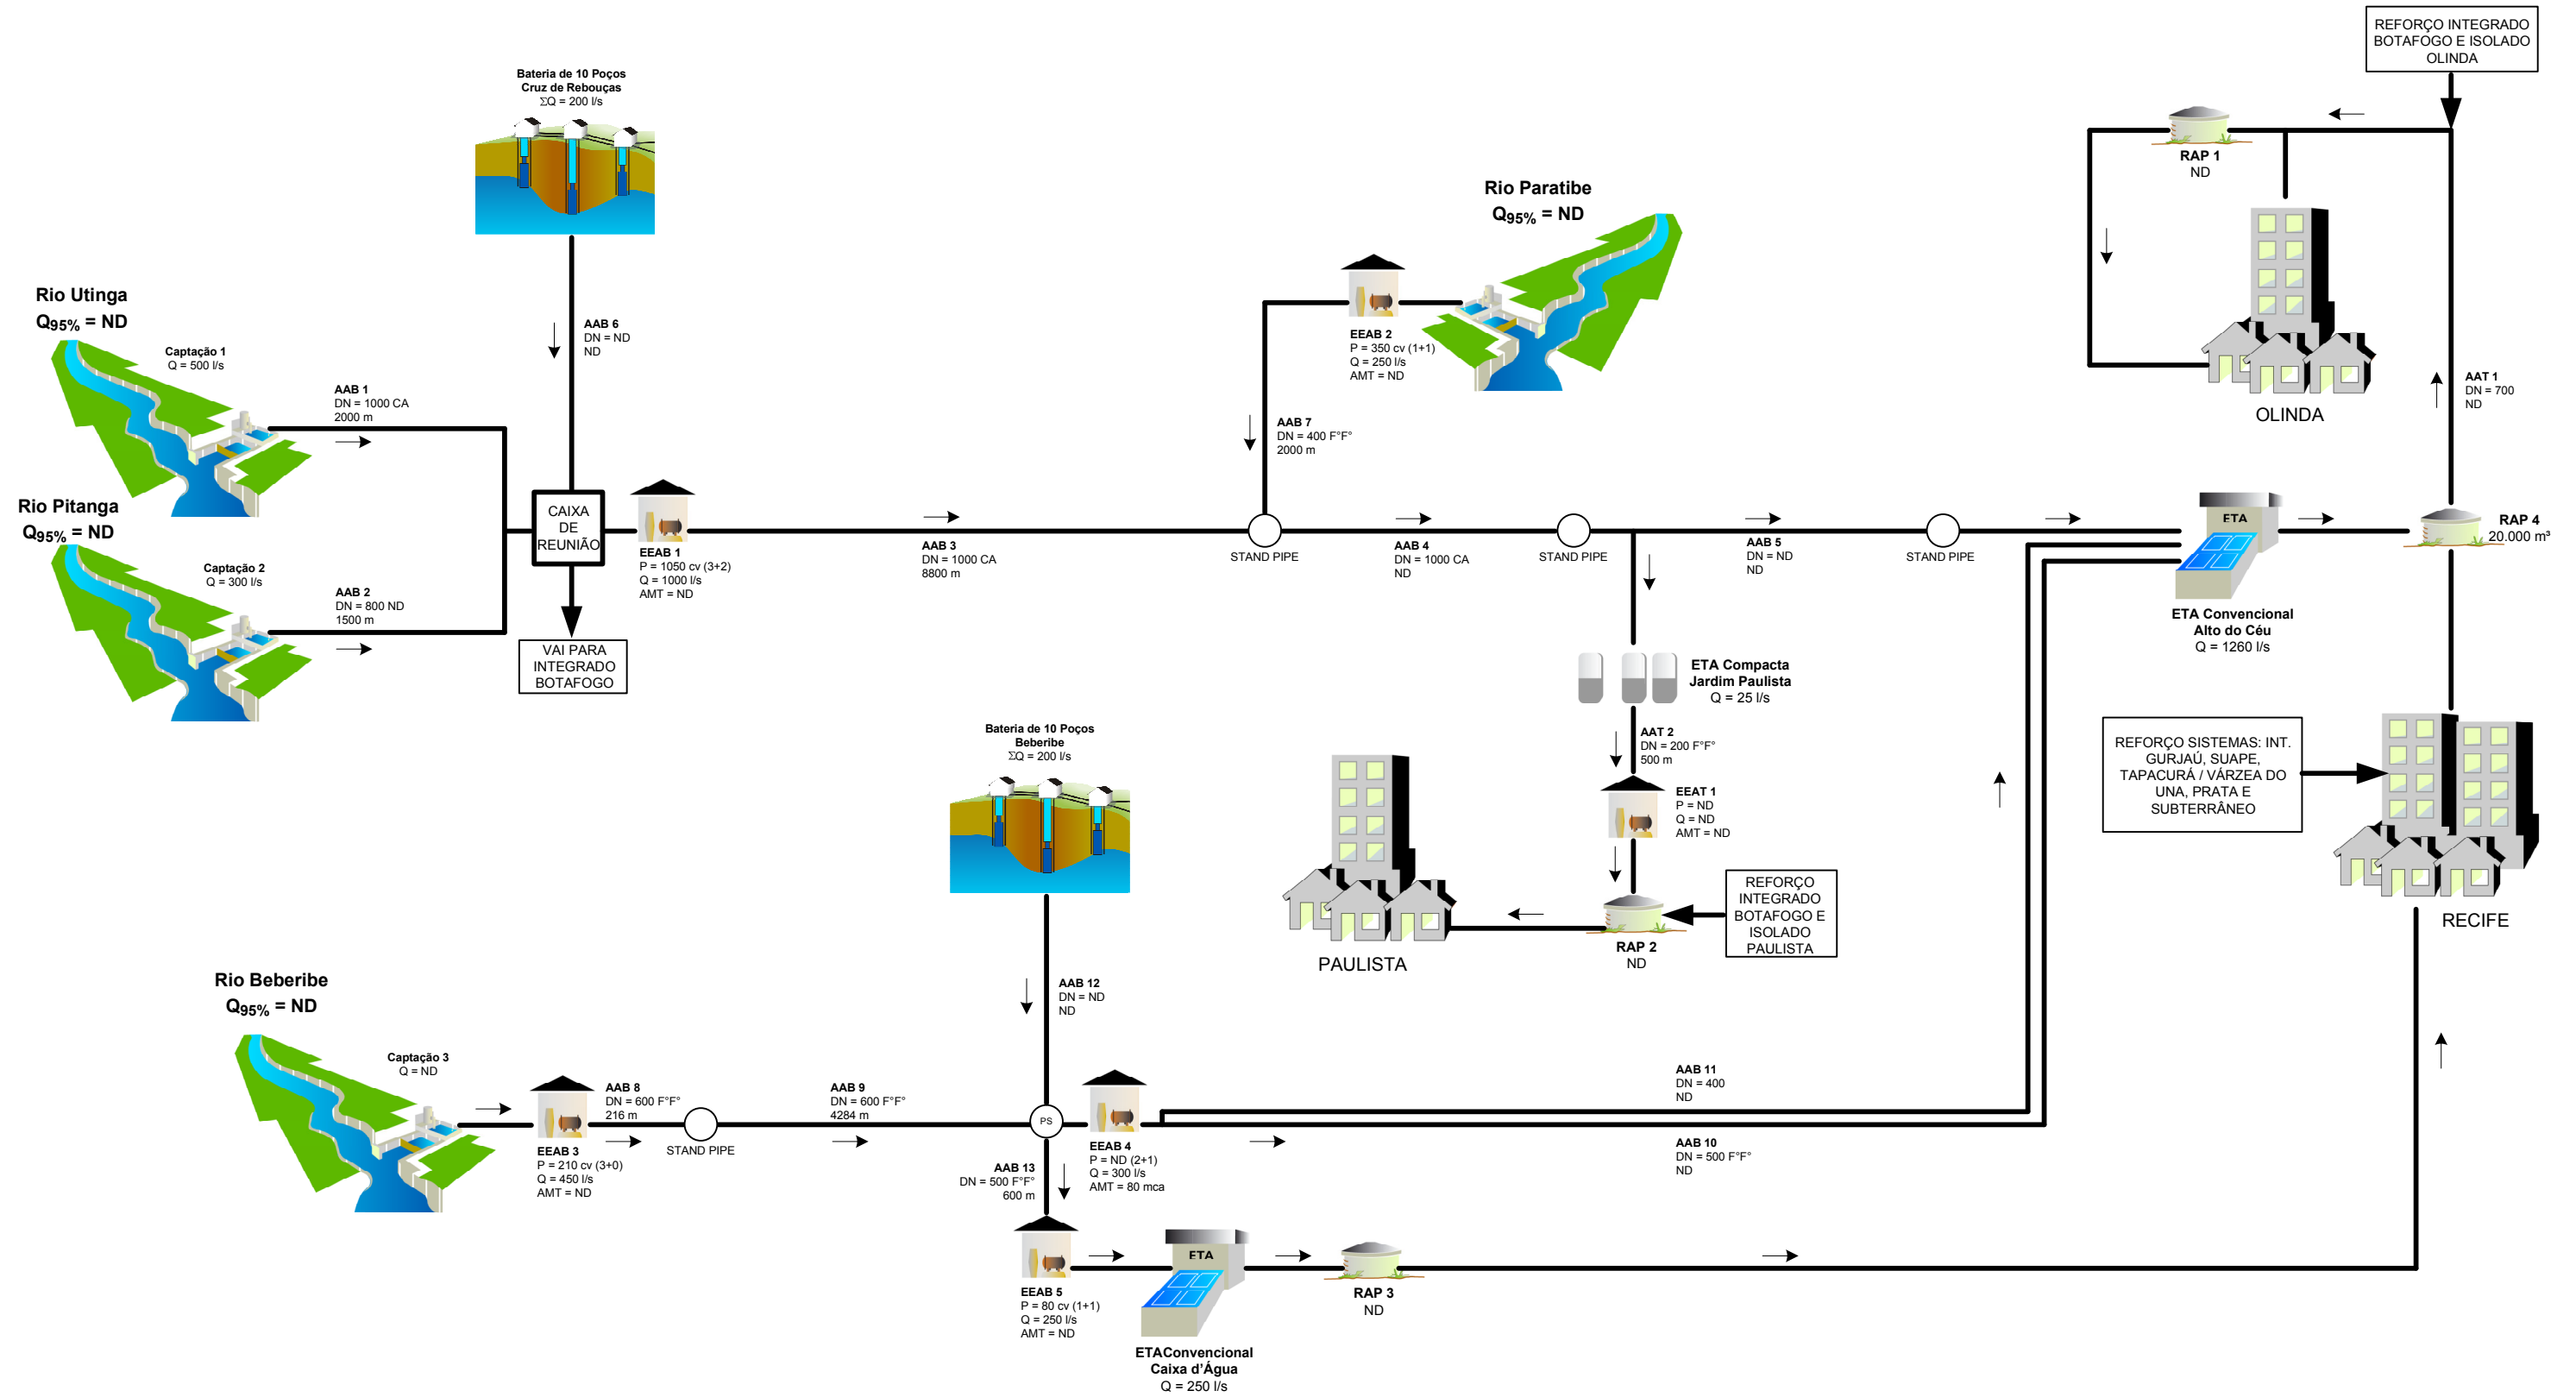 REFORÇO INTEGRADO
BOTAFOGO E ISOLADO
OLINDA
Bateria de 10 Poços
Cruz de Rebouças
ΣQ = 200 l/s
RAP 1
ND
Rio Paratibe
Q95% = ND
Rio Utinga
Q95% = ND
Captação 1
Q = 500 l/s
AAB 1
DN = 1000 CA
2000 m
AAB 6
DN = ND
ND
EEAB 2
P = 350 cv (1+1)
Q = 250 l/s
AMT = ND
AAB 7
DN = 400 F°F°
2000 m
OLINDA
AAT 1
DN = 700
ND
Rio Pitanga
Q95% = ND
Captação 2
Q = 300 l/s
AAB 2
DN = 800 ND
1500 m
CAIXA
DE
REUNIÃO
EEAB 1
P = 1050 cv (3+2)
Q = 1000 l/s
AMT = ND
AAB 3
DN = 1000 CA
8800 m
STAND PIPE
AAB 4
DN = 1000 CA
ND
STAND PIPE
AAB 5
DN = ND
ND
STAND PIPE
ETA
ETA Convencional
Alto do Céu
Q = 1260 l/s
RAP 4
20.000 m³
VAI PARA
INTEGRADO
BOTAFOGO
ETA Compacta
Jardim Paulista
Q = 25 l/s
AAT 2
DN = 200 F°F°
500 m
EEAT 1
P = ND
Q = ND
AMT = ND
REFORÇO SISTEMAS: INT.
GURJAÚ, SUAPE,
TAPACURÁ / VÁRZEA DO
UNA, PRATA E
SUBTERRÂNEO
Bateria de 10 Poços
Beberibe
ΣQ = 200 l/s
REFORÇO
INTEGRADO
BOTAFOGO E
ISOLADO
PAULISTA
RAP 2
ND
PAULISTA
RECIFE
Rio Beberibe
Q95% = ND
Captação 3
Q = ND
EEAB 3
P = 210 cv (3+0)
Q = 450 l/s
AMT = ND
AAB 8
DN = 600 F°F°
216 m
STAND PIPE
AAB 9
DN = 600 F°F°
4284 m
AAB 12
DN = ND
ND
PS
EEAB 4
P = ND (2+1)
Q = 300 l/s
AMT = 80 mca
AAB 11
DN = 400
ND
AAB 10
DN = 500 F°F°
ND
AAB 13
DN = 500 F°F°
600 m
EEAB 5
P = 80 cv (1+1)
Q = 250 l/s
AMT = ND
ETA
ETAConvencional
Caixa d'Água
Q = 250 l/s
RAP 3
ND